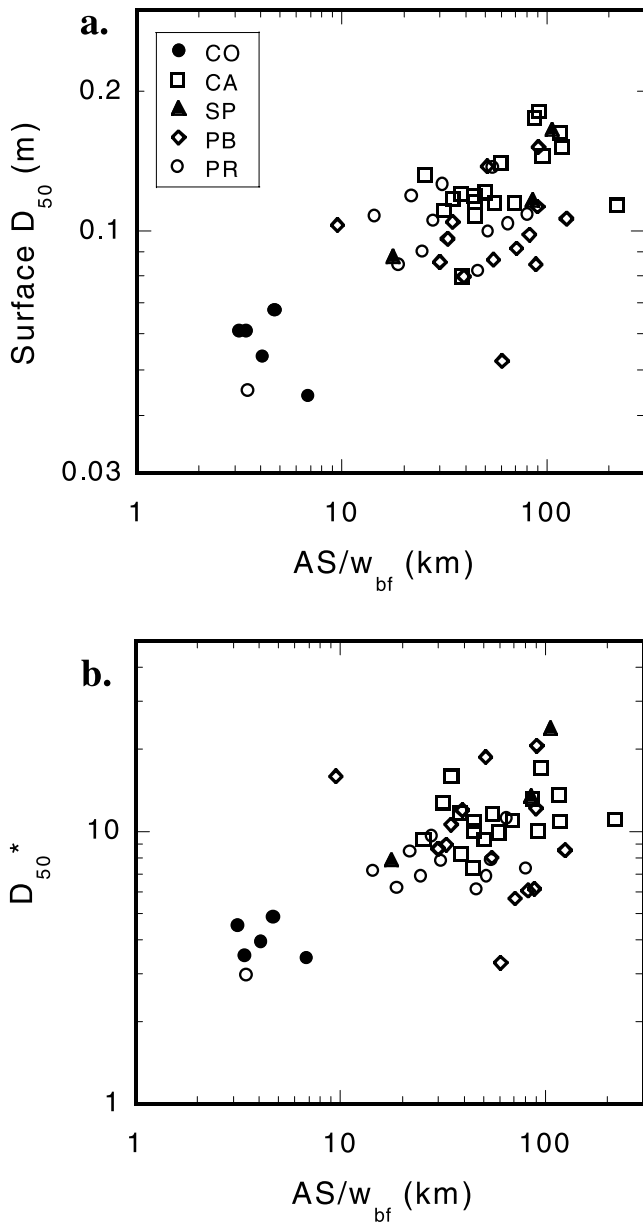 a.
CO
CA
SP
PB
PR
Surface D50 (m)
0.2
0.1
0.03
1 10 100
AS/wbf (km)
b.
D50*
10
1
1 10 100
AS/wbf (km)